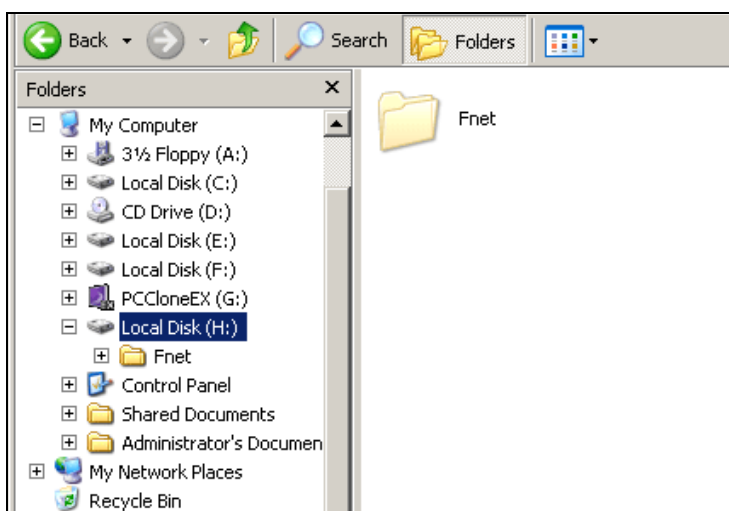 Back Search Folders
Folders
My Computer
3½ Floppy (A:)
Local Disk (C:)
CD Drive (D:)
Local Disk (E:)
Local Disk (F:)
PCCloneEX (G:)
Local Disk (H:)
Fnet
Control Panel
Shared Documents
Administrator's Documen
My Network Places
Recycle Bin
Fnet